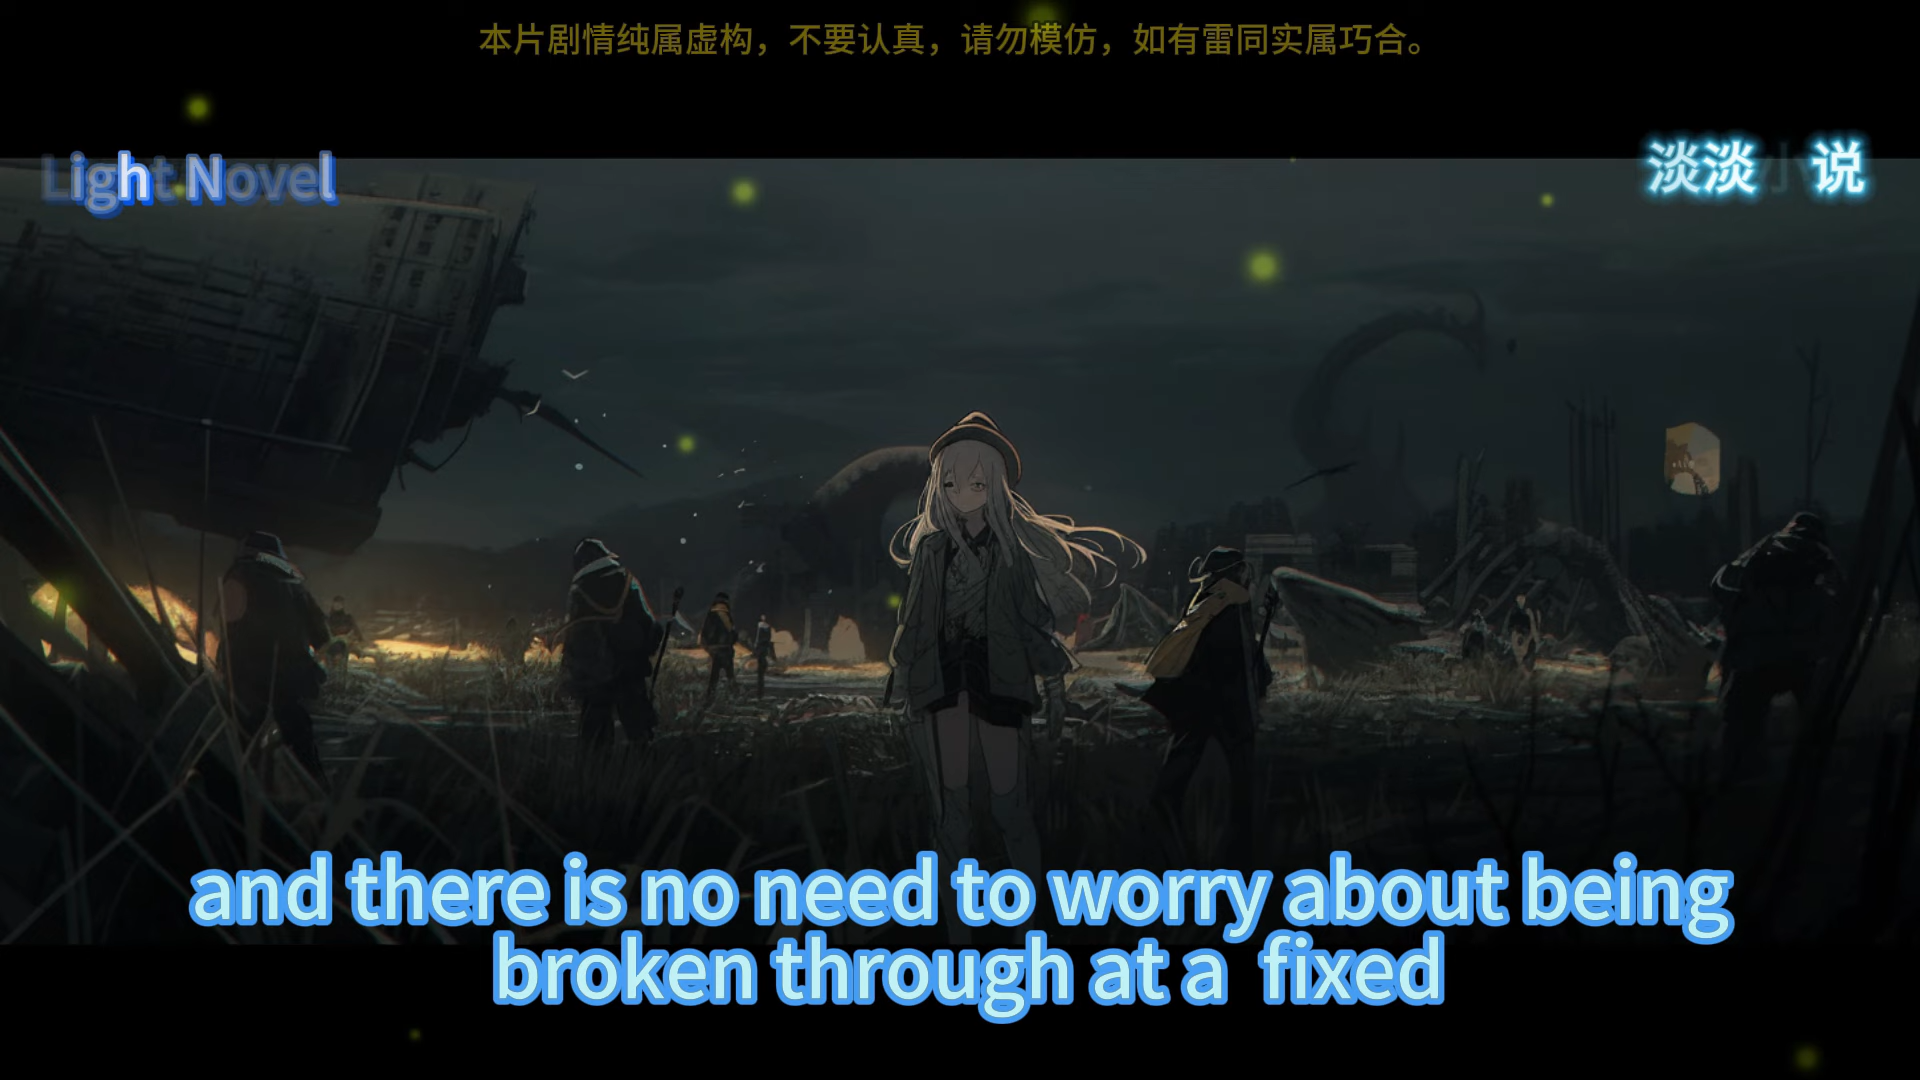 本片剧情纯属虚构，不要认真，请勿模仿，如有雷同实属巧合。
Light Novel
淡淡小说
and there is no need to worry about being
broken through at a fixed